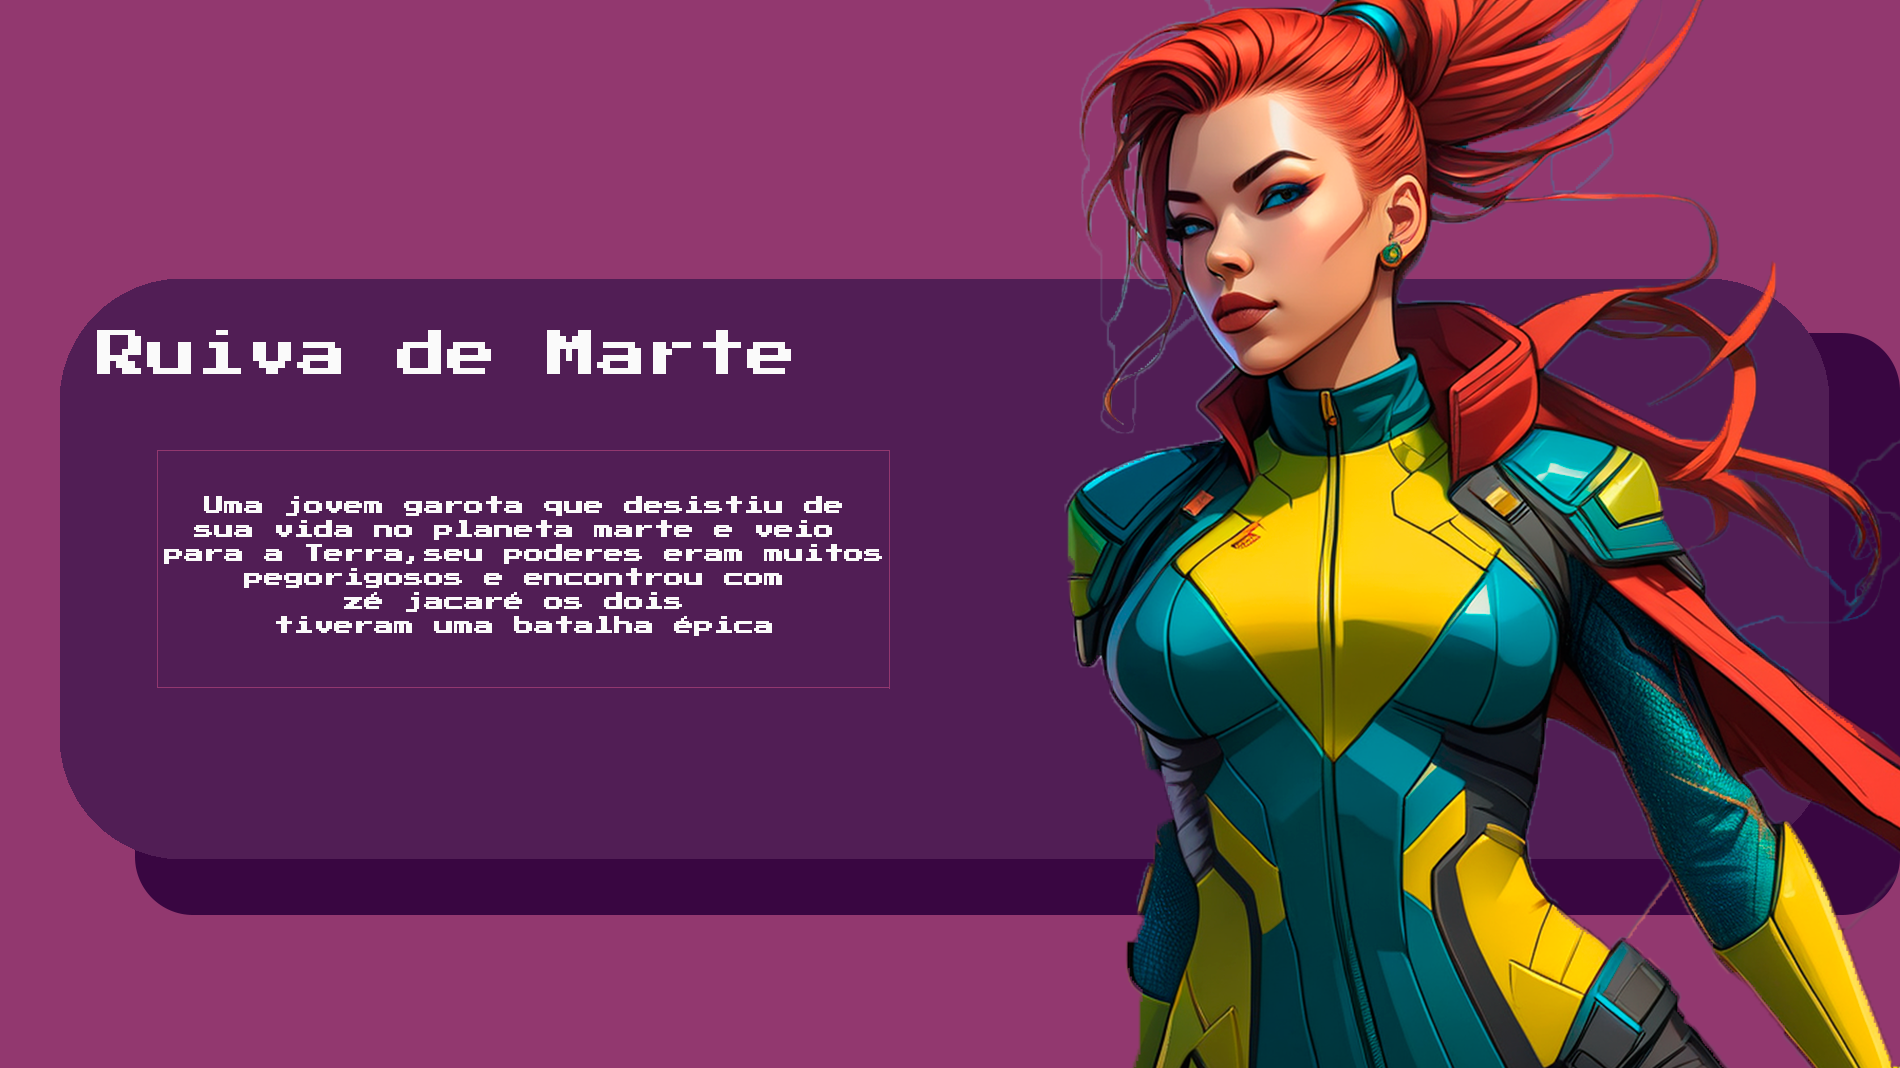 Ruiva de Marte
Uma jovem garota que desistiu de
sua vida no planeta marte e veio
para a Terra,seu poderes eram muitos
pegorigosos e encontrou com
zé jacaré os dois
tiveram uma batalha épica